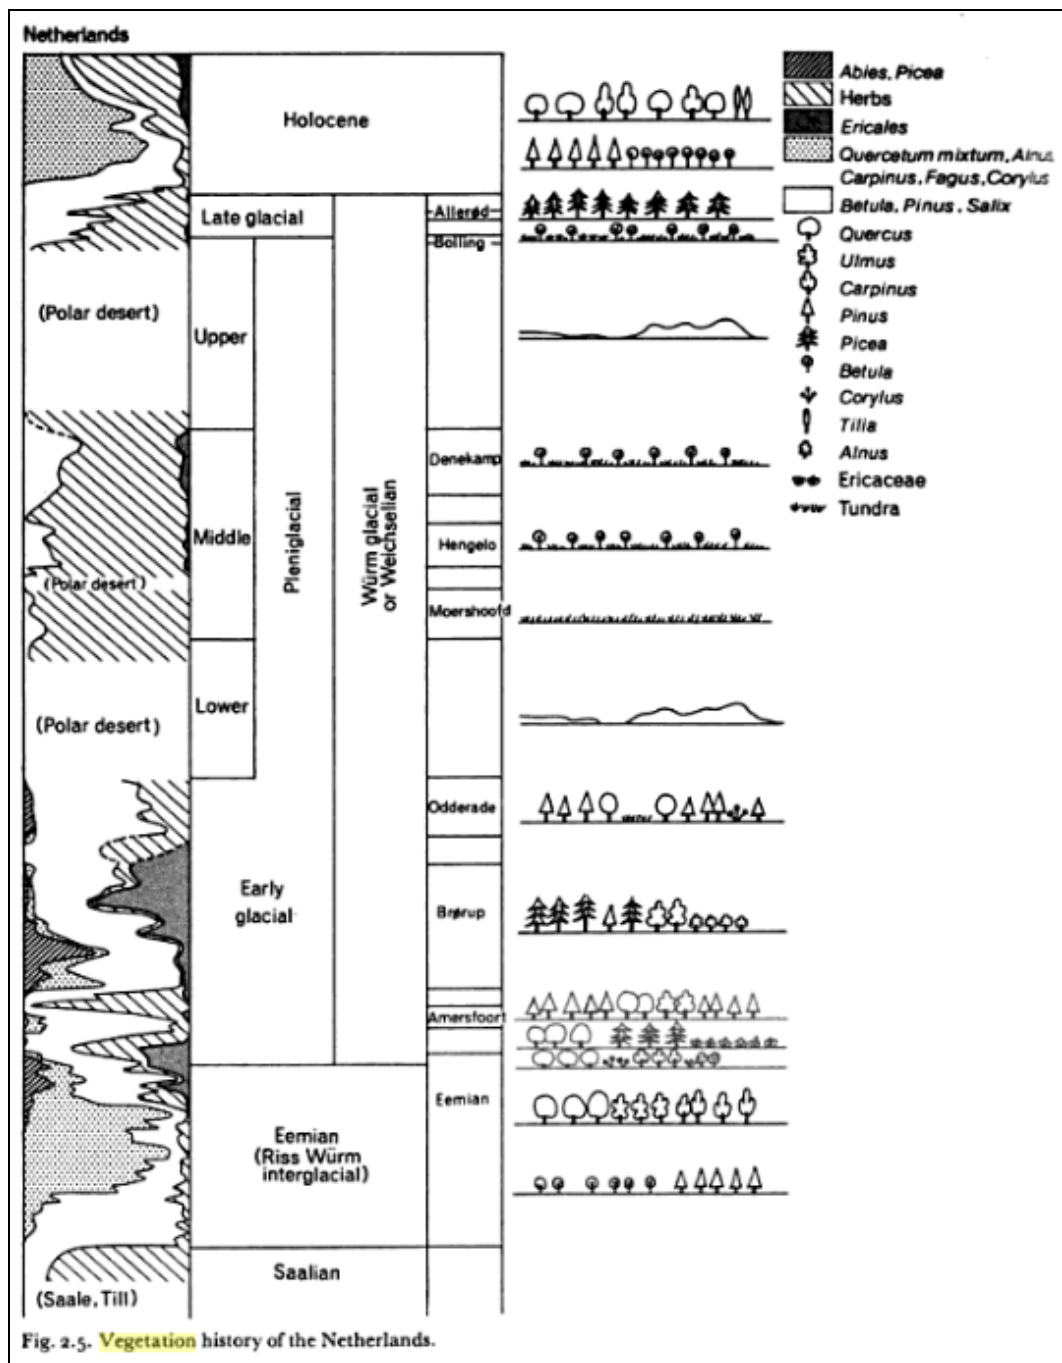 Netherlands
Holocene
Late glacial
Allerød
Bolling
(Polar desert)
Upper
Denekamp
Middle
Hengelo
(Polar desert)
Moershoofd
Pleniglacial
Würm glacial
or Weichselian
Lower
(Polar desert)
Odderade
Early
glacial
Brørup
Amersfoort
Eemian
Eemian
(Riss Würm
interglacial)
Saalian
(Saale, Till)
Abies, Picea
Herbs
Ericales
Quercetum mixtum, Alnus
Carpinus, Fagus, Corylus
Betula, Pinus, Salix
Quercus
Ulmus
Carpinus
Pinus
Picea
Betula
Corylus
Tilia
Alnus
Ericaceae
Tundra
Fig. 2.5. Vegetation history of the Netherlands.